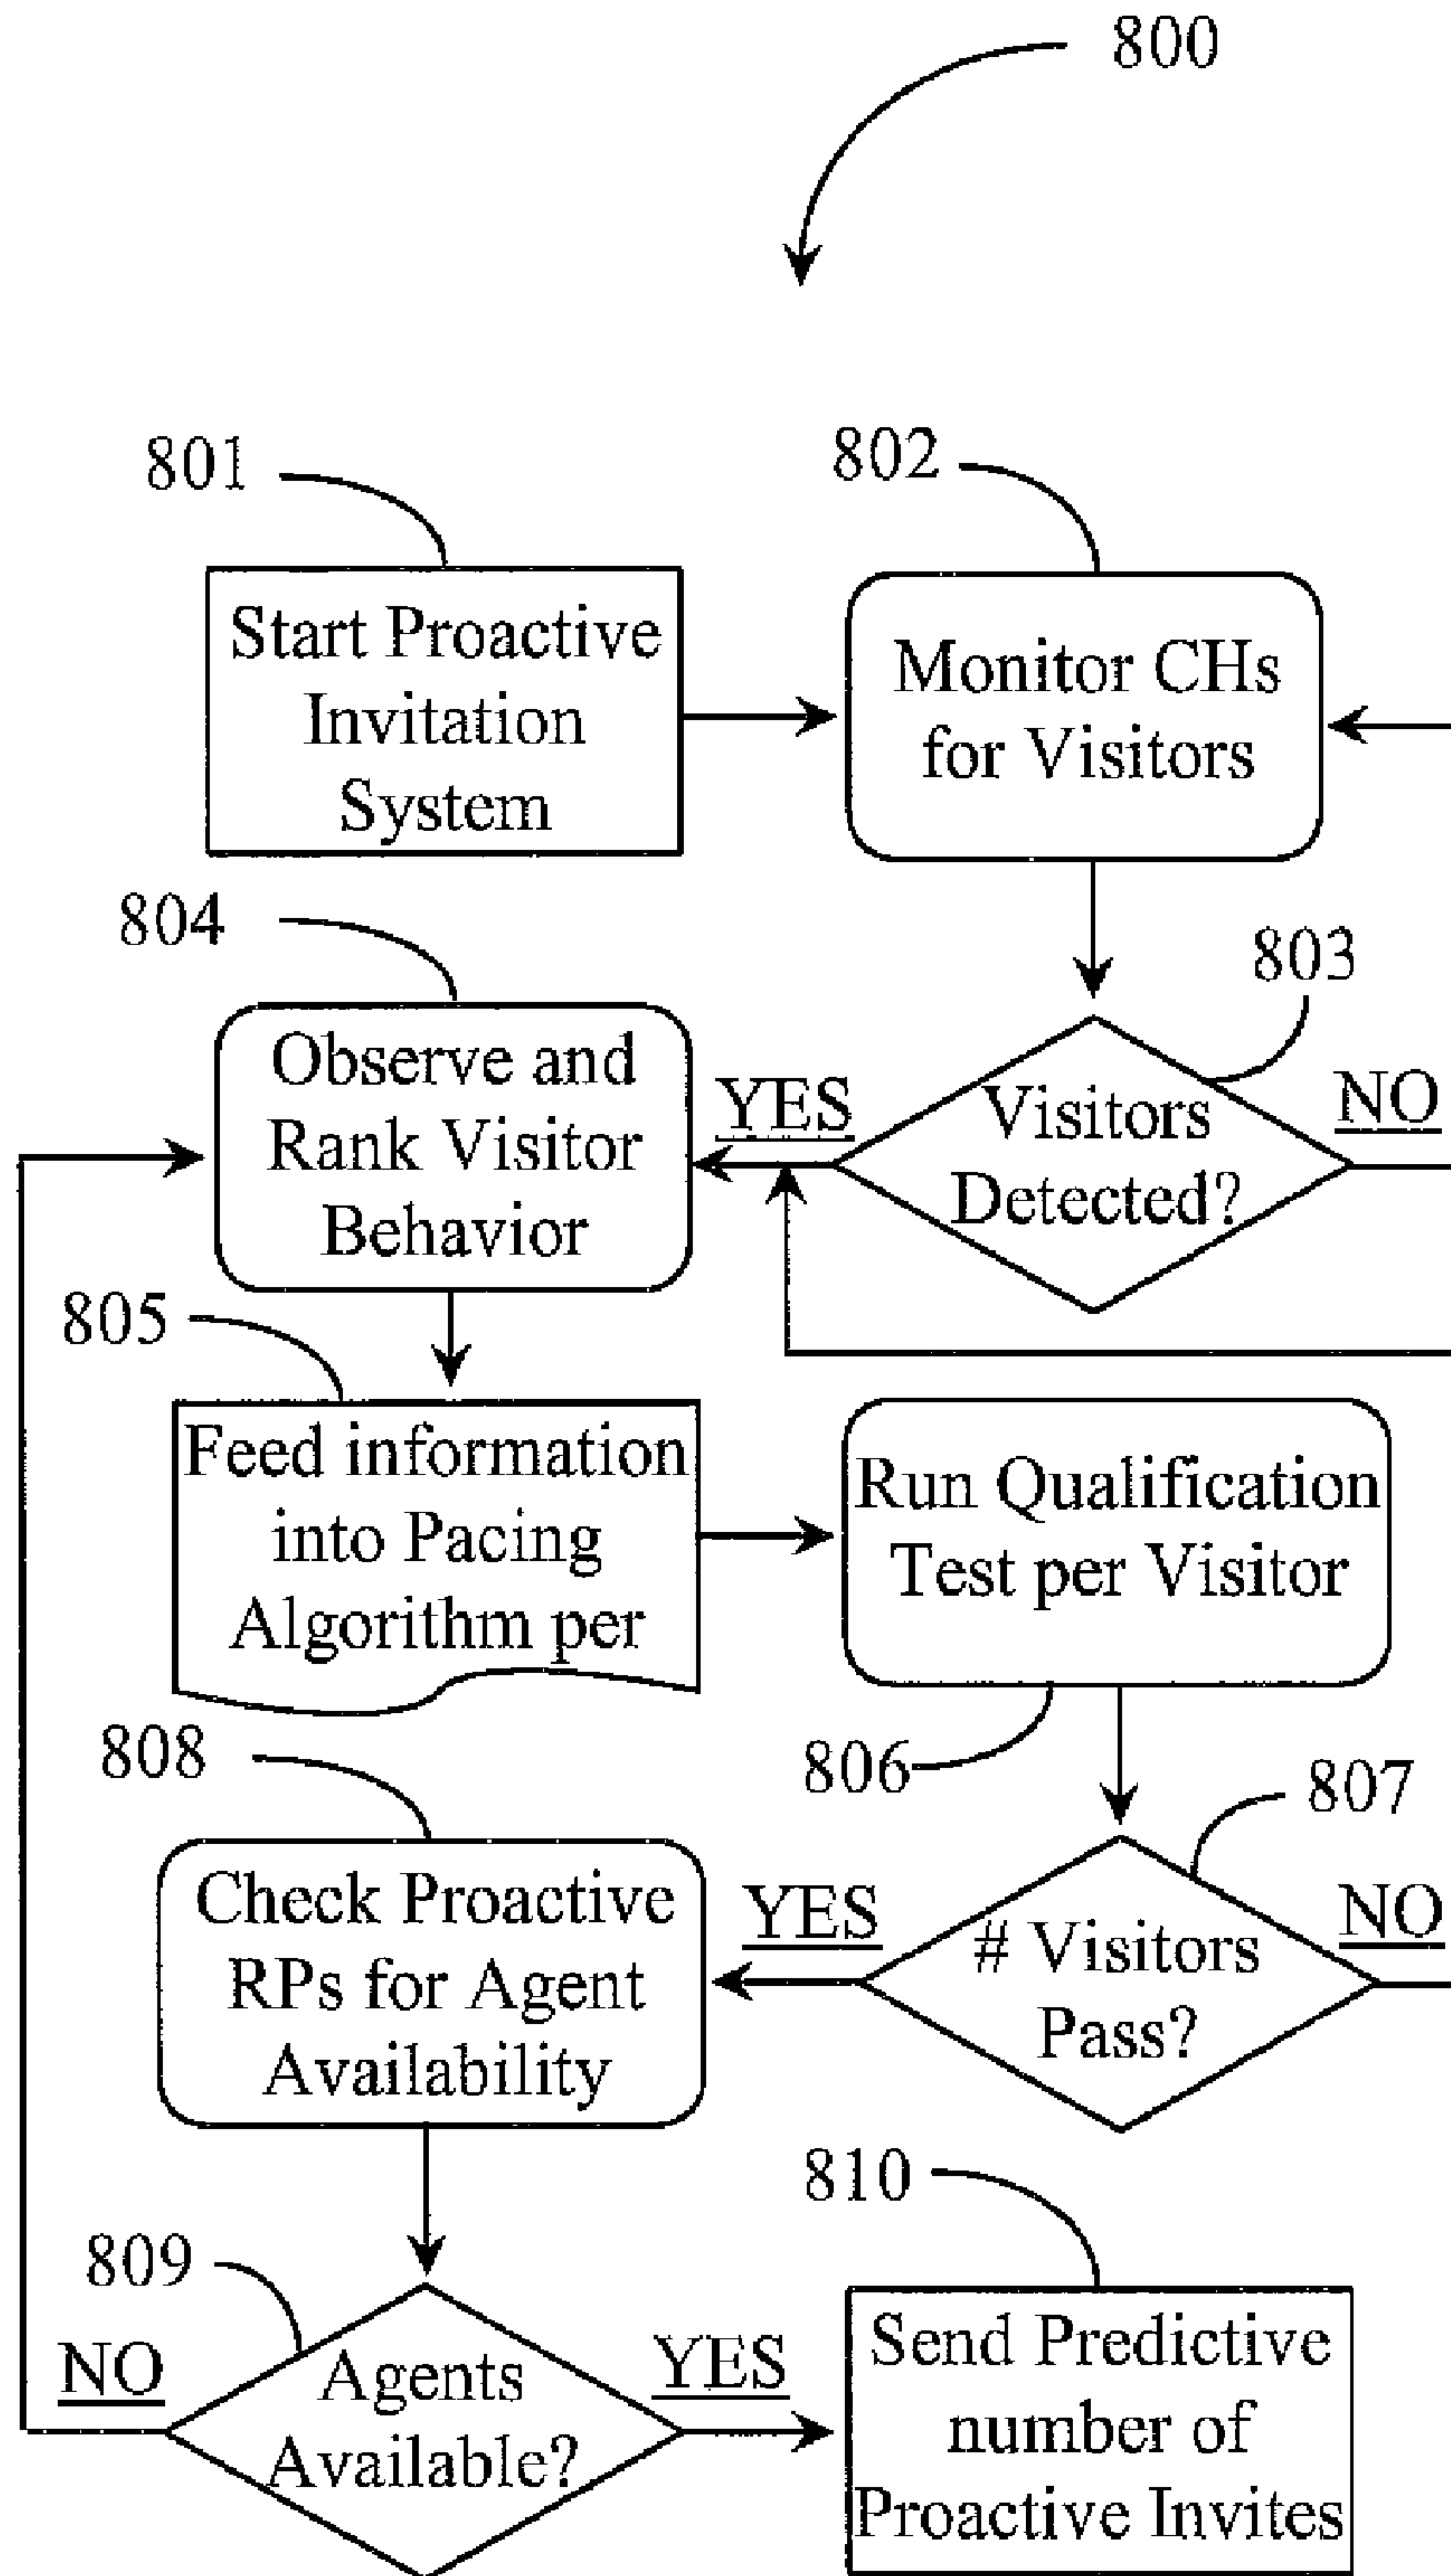 800
801
802
Start Proactive
Invitation
System
Monitor CHs
for Visitors
804
803
Observe and
Rank Visitor
Behavior
YES
Visitors
Detected?
NO
805
Feed information
into Pacing
Algorithm per
Run Qualification
Test per Visitor
808
806
807
Check Proactive
RPs for Agent
Availability
YES
# Visitors
Pass?
NO
809
810
NO
Agents
Available?
YES
Send Predictive
number of
Proactive Invites